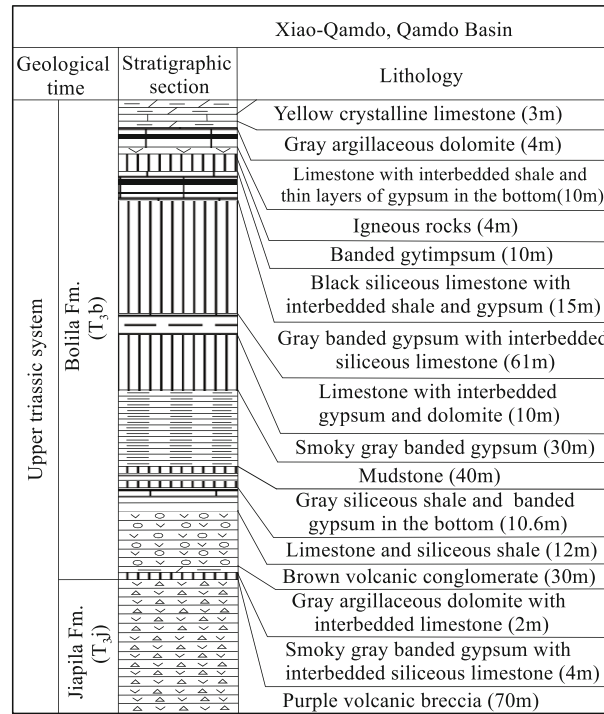 Xiao-Qamdo, Qamdo Basin
Geological
time
Stratigraphic
section
Lithology
Upper triassic system
Bolila Fm.
(T₃b)
Jiapila Fm.
(T₃j)
Yellow crystalline limestone (3m)
Gray argillaceous dolomite (4m)
Limestone with interbedded shale and
thin layers of gypsum in the bottom(10m)
Igneous rocks (4m)
Banded gytimpsum (10m)
Black siliceous limestone with
interbedded shale and gypsum (15m)
Gray banded gypsum with interbedded
siliceous limestone (61m)
Limestone with interbedded
gypsum and dolomite (10m)
Smoky gray banded gypsum (30m)
Mudstone (40m)
Gray siliceous shale and banded
gypsum in the bottom (10.6m)
Limestone and siliceous shale (12m)
Brown volcanic conglomerate (30m)
Gray argillaceous dolomite with
interbedded limestone (2m)
Smoky gray banded gypsum with
interbedded siliceous limestone (4m)
Purple volcanic breccia (70m)